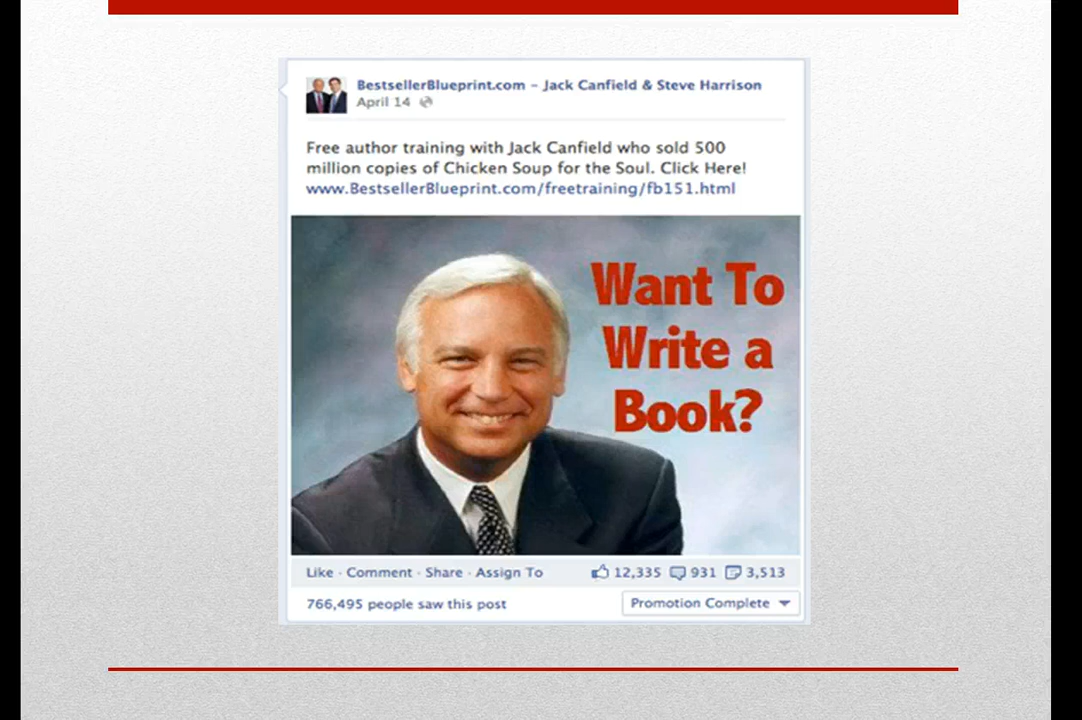 BestsellerBlueprint.com – Jack Canfield & Steve Harrison
April 14
Free author training with Jack Canfield who sold 500
million copies of Chicken Soup for the Soul. Click Here!
www.BestsellerBlueprint.com/freetraining/fb151.html
Want To
Write a
Book?
Like · Comment · Share · Assign To 12,335 931 3,513
766,495 people saw this post Promotion Complete